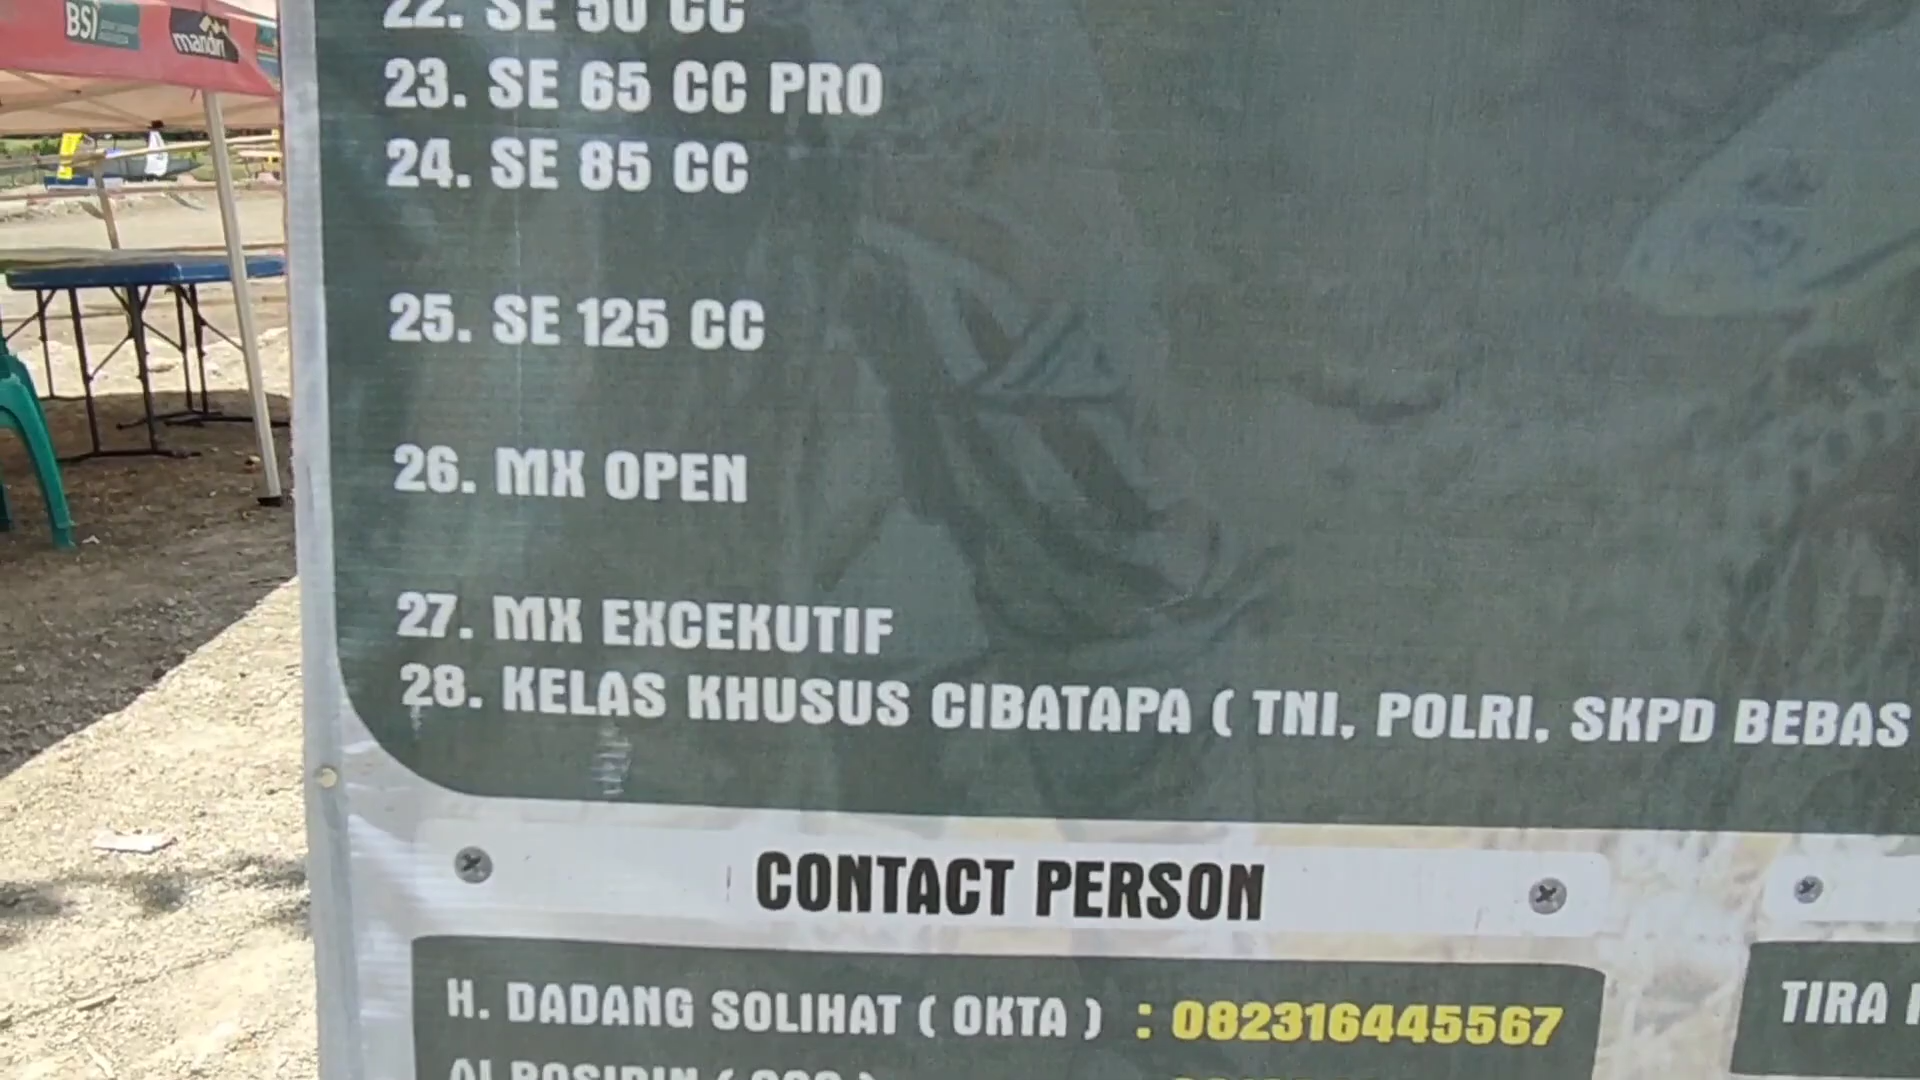 BSI
mandiri
22. SE 50 CC
23. SE 65 CC PRO
24. SE 85 CC
25. SE 125 CC
26. MX OPEN
27. MX EXCEKUTIF
28. KELAS KHUSUS CIBATAPA ( TNI, POLRI, SKPD BEBAS
CONTACT PERSON
H. DADANG SOLIHAT ( OKTA ) : 082316445567
TIRA